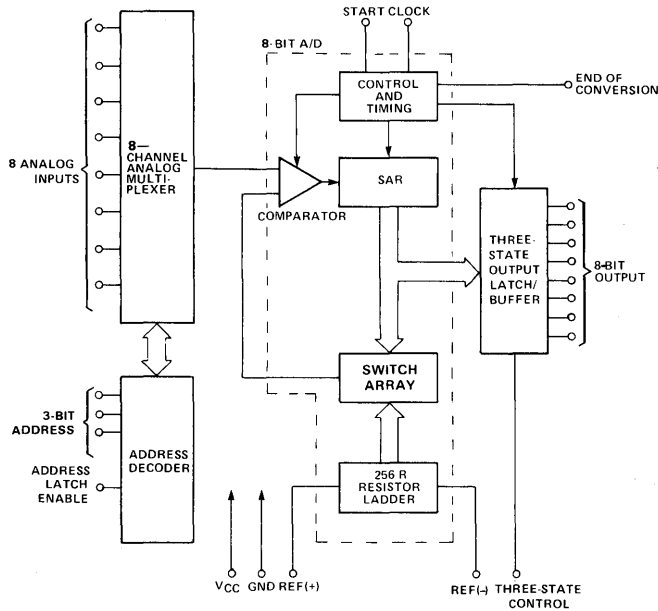 START CLOCK
8-BIT A/D
CONTROL
AND
TIMING
END OF
CONVERSION
8—
CHANNEL
ANALOG
MULTI-
PLEXER
8 ANALOG
INPUTS
SAR
COMPARATOR
THREE-
STATE
OUTPUT
LATCH/
BUFFER
8-BIT
OUTPUT
SWITCH
ARRAY
3-BIT
ADDRESS
ADDRESS
DECODER
ADDRESS
LATCH
ENABLE
256 R
RESISTOR
LADDER
VCC GND REF(+) REF(–) THREE-STATE
CONTROL